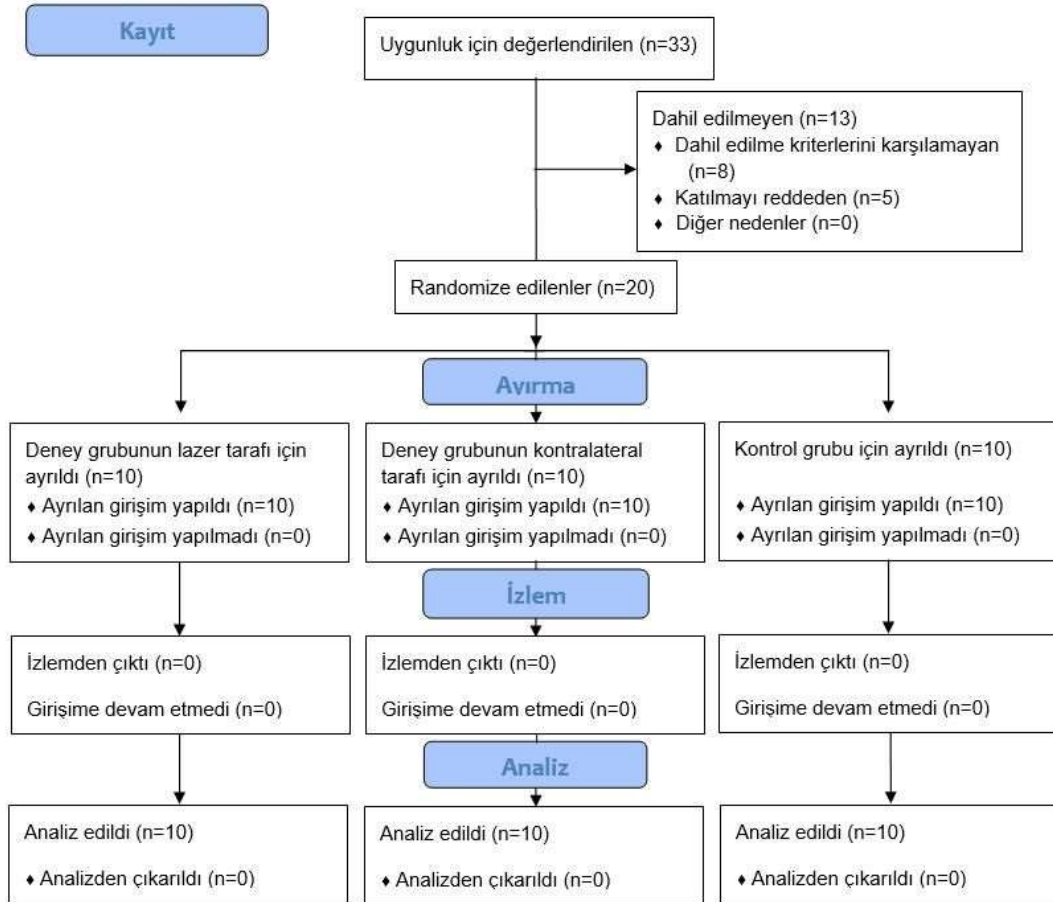 Kayıt
Uygunluk için değerlendirilen (n=33)
Dahil edilmeyen (n=13)
♦ Dahil edilme kriterlerini karşılamayan
(n=8)
♦ Katılmayı reddeden (n=5)
♦ Diğer nedenler (n=0)
Randomize edilenler (n=20)
Ayırma
Deney grubunun lazer tarafı için
ayrıldı (n=10)
♦ Ayrılan girişim yapıldı (n=10)
♦ Ayrılan girişim yapılmadı (n=0)
Deney grubunun kontralateral
tarafı için ayrıldı (n=10)
♦ Ayrılan girişim yapıldı (n=10)
♦ Ayrılan girişim yapılmadı (n=0)
Kontrol grubu için ayrıldı (n=10)
♦ Ayrılan girişim yapıldı (n=10)
♦ Ayrılan girişim yapılmadı (n=0)
İzlem
İzlemden çıktı (n=0)
Girişime devam etmedi (n=0)
İzlemden çıktı (n=0)
Girişime devam etmedi (n=0)
İzlemden çıktı (n=0)
Girişime devam etmedi (n=0)
Analiz
Analiz edildi (n=10)
♦ Analizden çıkarıldı (n=0)
Analiz edildi (n=10)
♦ Analizden çıkarıldı (n=0)
Analiz edildi (n=10)
♦ Analizden çıkarıldı (n=0)